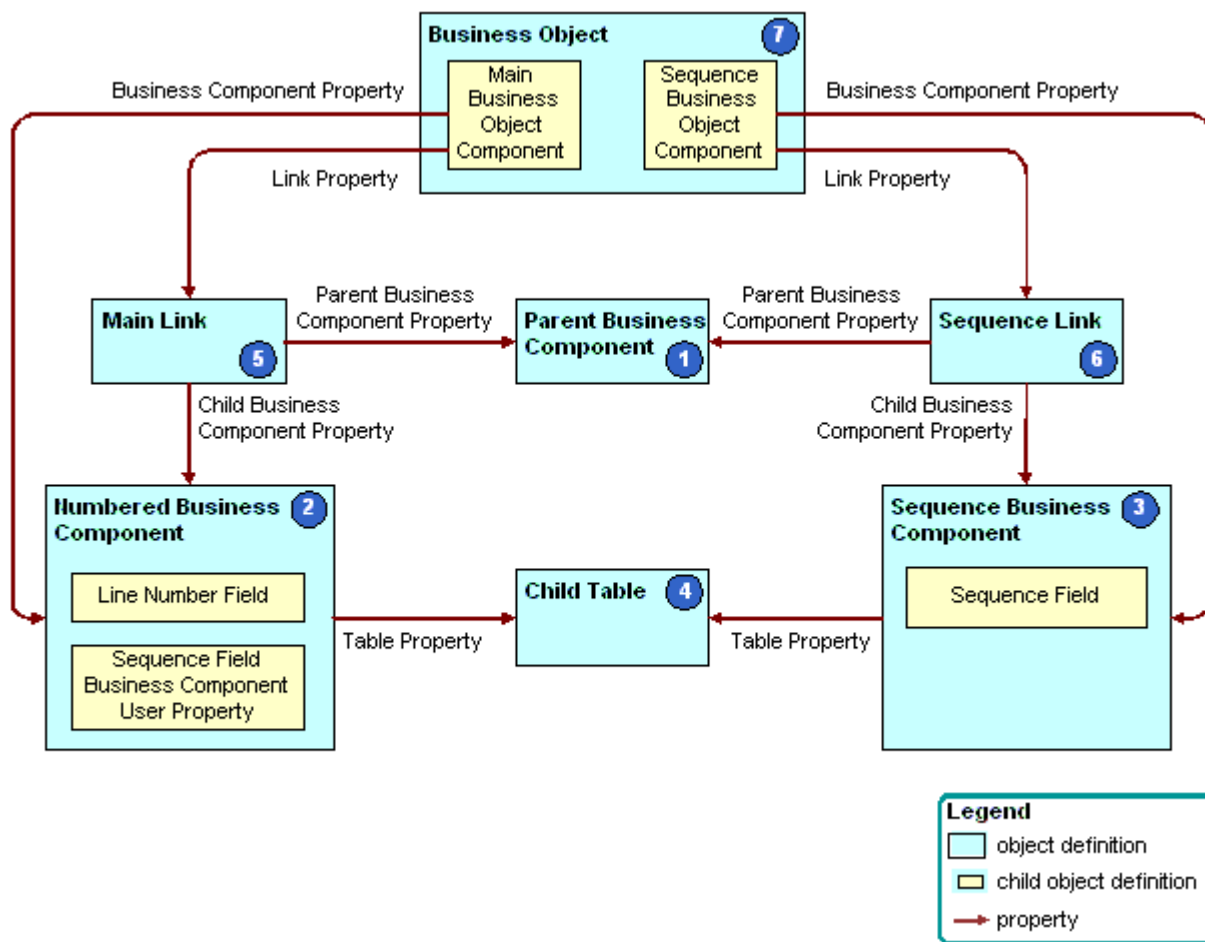 Business Object
7
Main
Business
Object
Component
Sequence
Business
Object
Component
Business Component Property
Business Component Property
Link Property
Link Property
Main Link
5
Parent Business
Component Property
Parent Business
Component
1
Parent Business
Component Property
Sequence Link
6
Child Business
Component Property
Child Business
Component Property
Numbered Business
Component
2
Line Number Field
Sequence Field
Business Component
User Property
Table Property
Child Table
4
Table Property
Sequence Business
Component
3
Sequence Field
Legend
object definition
child object definition
property